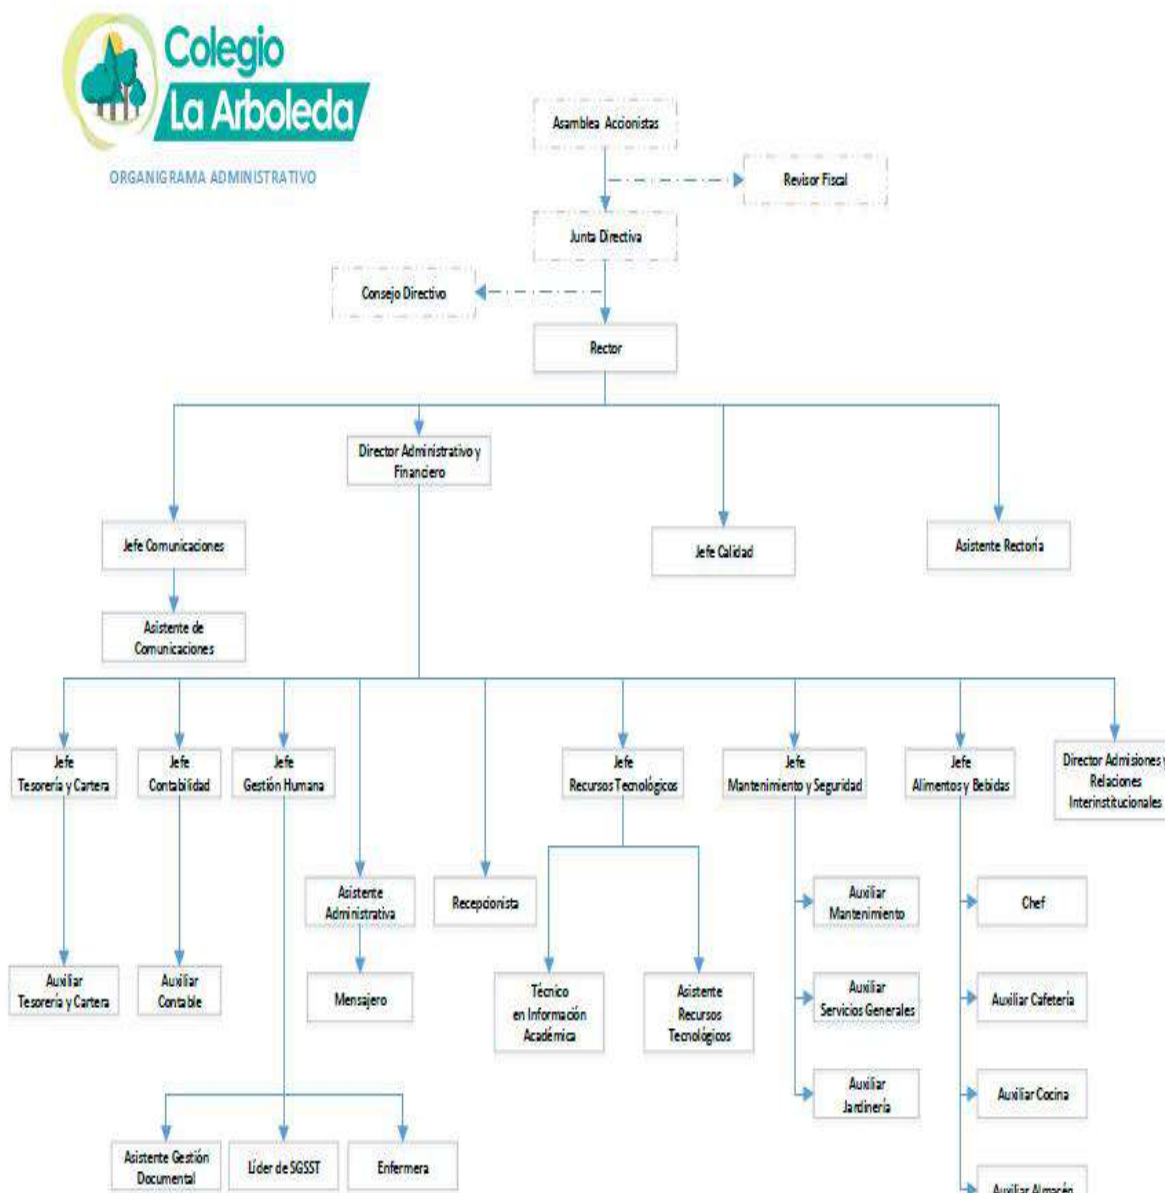 Colegio
La Arboleda
ORGANIGRAMA ADMINISTRATIVO
Asamblea Accionistas
Revisor Fiscal
Junta Directiva
Consejo Directivo
Rector
Director Administrativo y
Financiero
Jefe Comunicaciones
Jefe Calidad
Asistente Rectoría
Asistente de
Comunicaciones
Jefe
Tesorería y Cartera
Jefe
Contabilidad
Jefe
Gestión Humana
Jefe
Recursos Tecnológicos
Jefe
Mantenimiento y Seguridad
Jefe
Alimentos y Bebidas
Director Admisiones y
Relaciones
Interinstitucionales
Asistente
Administrativa
Recepcionista
Auxiliar
Mantenimiento
Chef
Auxiliar
Tesorería y Cartera
Auxiliar
Contable
Mensajero
Técnico
en Información
Académica
Asistente
Recursos
Tecnológicos
Auxiliar
Servicios Generales
Auxiliar Cafetería
Auxiliar
Jardinería
Auxiliar Cocina
Asistente Gestión
Documental
Líder de SGSST
Enfermera
Auxiliar Almacén